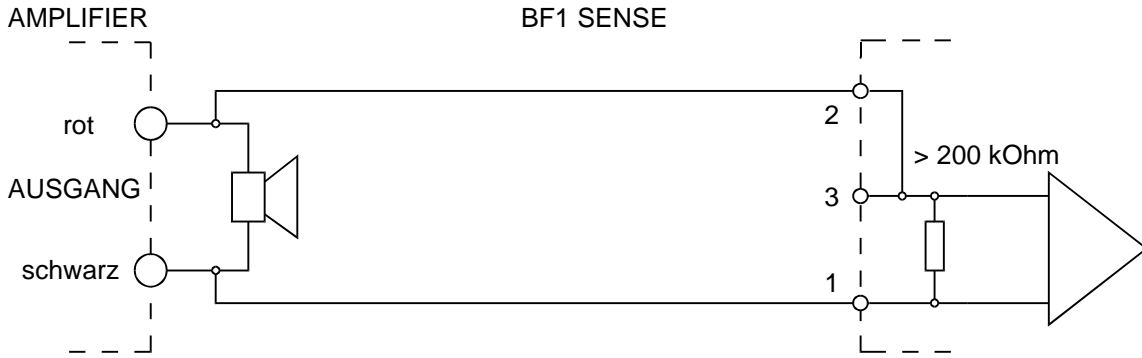 AMPLIFIER
BF1 SENSE
rot
2
> 200 kOhm
AUSGANG
3
schwarz
1